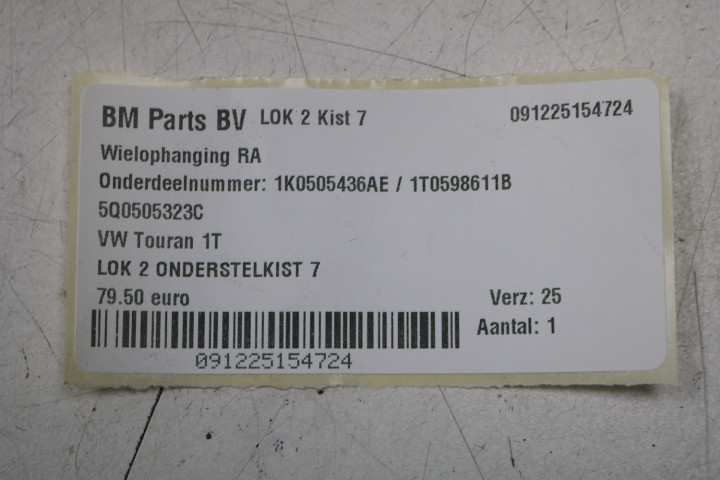 BM Parts BV LOK 2 Kist 7 091225154724
Wielophanging RA
Onderdeelnummer: 1K0505436AE / 1T0598611B
5Q0505323C
VW Touran 1T
LOK 2 ONDERSTELKIST 7
79.50 euro Verz: 25
Aantal: 1
091225154724